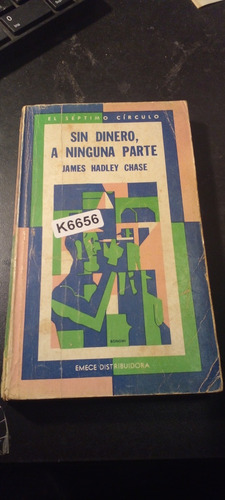 EL SÉPTIMO CÍRCULO
SIN DINERO,
A NINGUNA PARTE
JAMES HADLEY CHASE
K6656
EMECE DISTRIBUIDORA